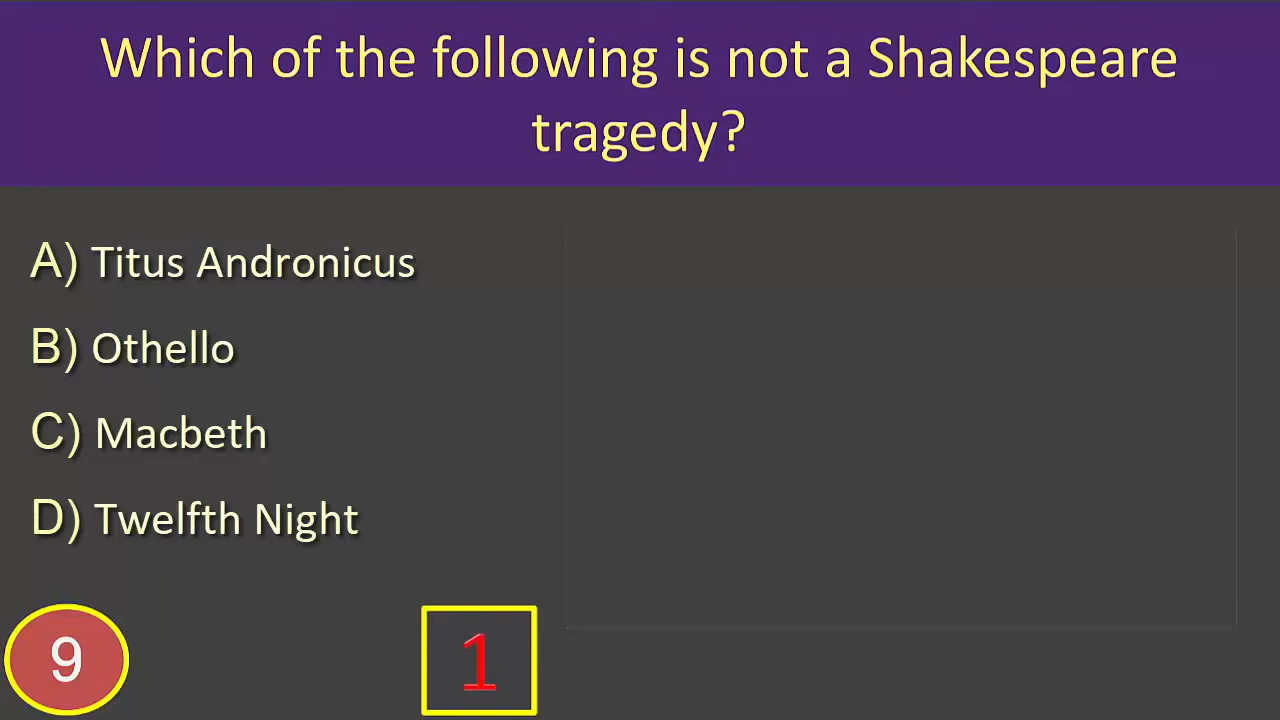 Which of the following is not a Shakespeare
tragedy?
A) Titus Andronicus
B) Othello
C) Macbeth
D) Twelfth Night
9
1